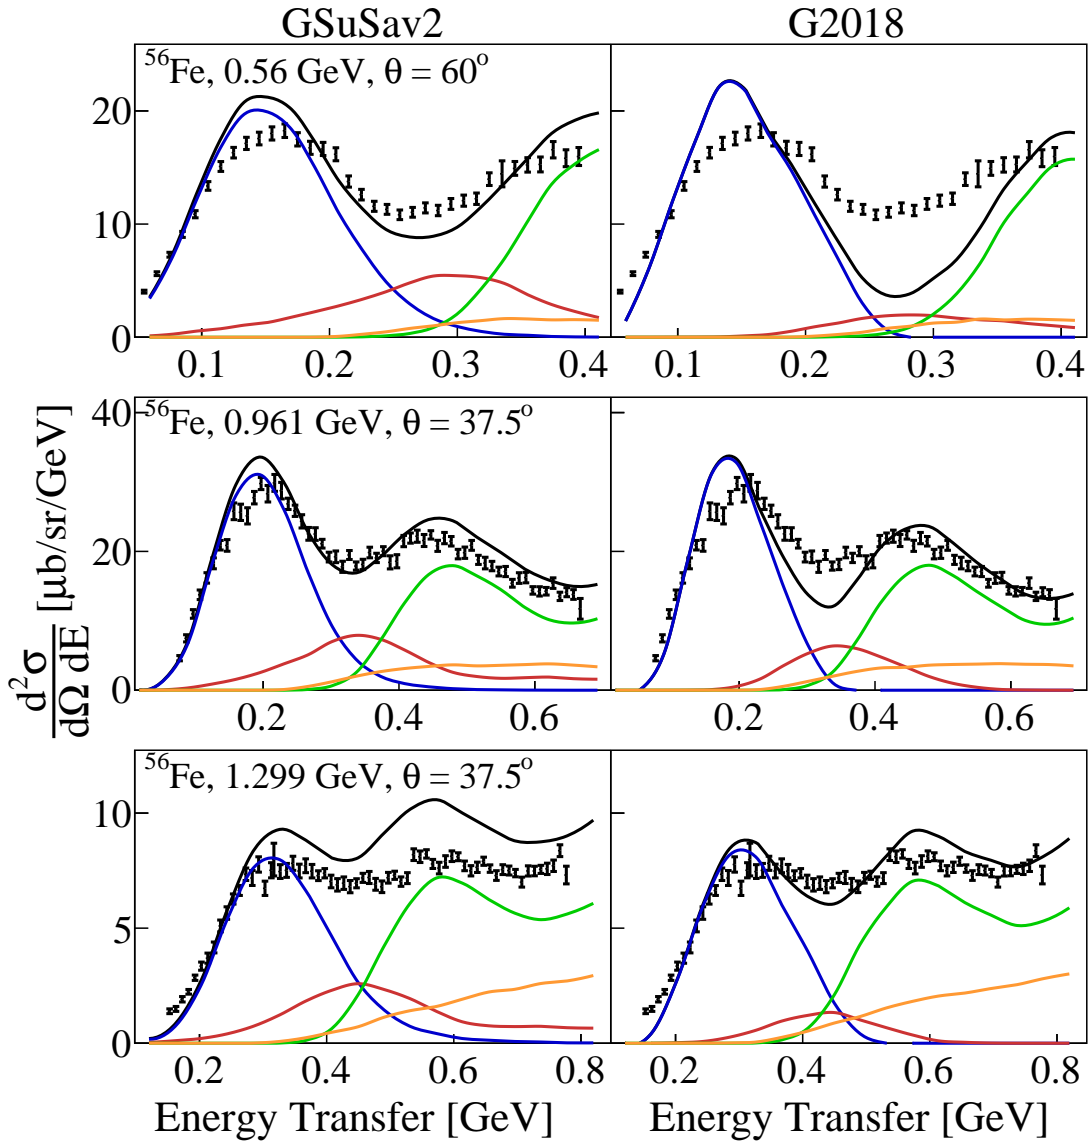 GSuSav2 G2018
⁵⁶Fe, 0.56 GeV, θ = 60°
20
10
0
0.1 0.2 0.3 0.4 0.1 0.2 0.3 0.4
⁵⁶Fe, 0.961 GeV, θ = 37.5°
40
20
0
0.2 0.4 0.6 0.2 0.4 0.6
d²σ
dΩ dE [μb/sr/GeV]
⁵⁶Fe, 1.299 GeV, θ = 37.5°
10
5
0
0.2 0.4 0.6 0.8 0.2 0.4 0.6 0.8
Energy Transfer [GeV] Energy Transfer [GeV]